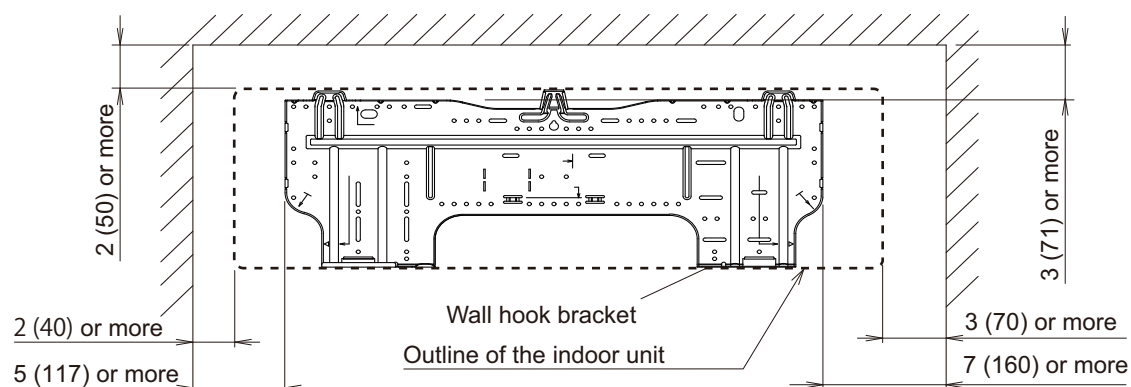 2 (50) or more
3 (71) or more
Wall hook bracket
2 (40) or more
3 (70) or more
Outline of the indoor unit
5 (117) or more
7 (160) or more